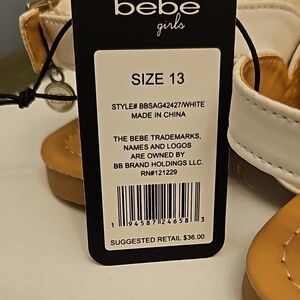 bebe
girls
SIZE 13
STYLE# BBSAG42427/WHITE
MADE IN CHINA
THE BEBE TRADEMARKS,
NAMES AND LOGOS
ARE OWNED BY
BB BRAND HOLDINGS LLC.
RN#121229
1 94587 24658 3
SUGGESTED RETAIL $36.00